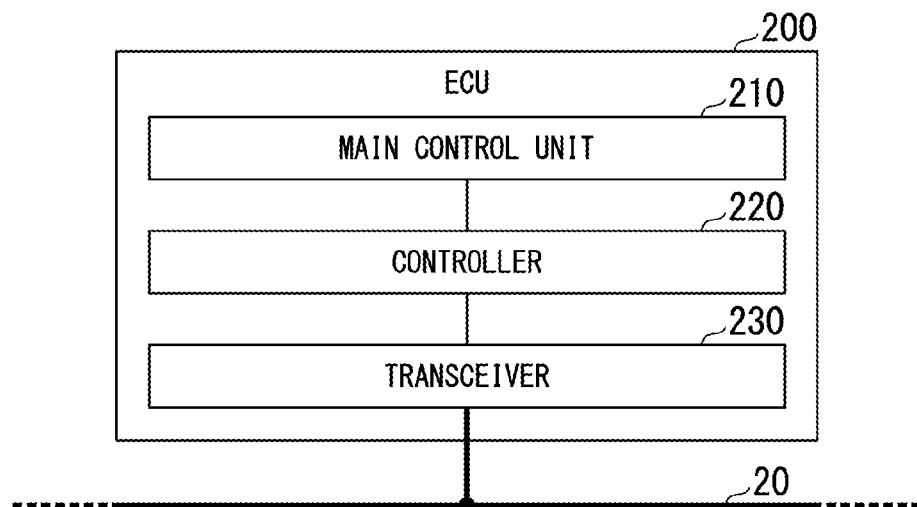 200
ECU
210
MAIN CONTROL UNIT
220
CONTROLLER
230
TRANSCEIVER
20